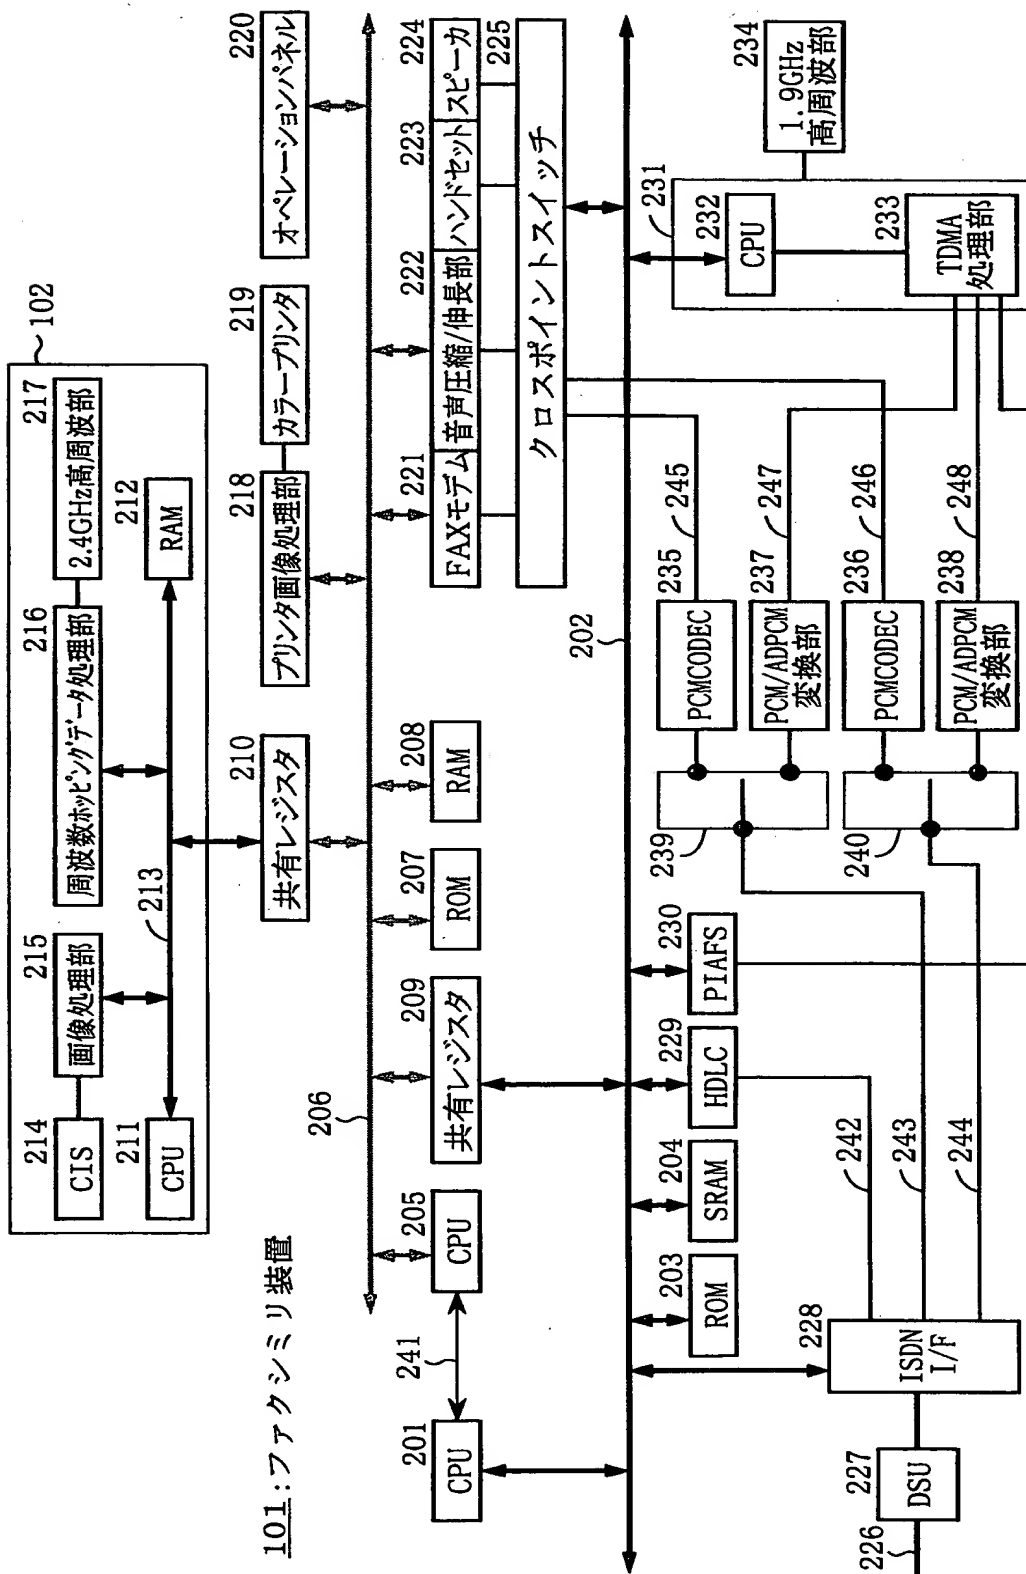 101:ファクシミリ装置
102
214
CIS
215
画像処理部
216
周波数ホッピングデータ処理部
217
2.4GHz高周波部
211
CPU
213
212
RAM
210
共有レジスタ
218
プリンタ画像処理部
219
カラープリンタ
220
オペレーションパネル
206
201
CPU
241
205
CPU
209
共有レジスタ
207
ROM
208
RAM
221
FAXモデム
222
音声圧縮/伸長部
223
ハンドセット
224
スピーカ
225
クロスポイントスイッチ
202
203
ROM
204
SRAM
229
HDLC
230
PIAFS
226
227
DSU
228
ISDN
I/F
242
243
244
239
240
235
PCMCODEC
245
237
PCM/ADPCM
変換部
247
236
PCMCODEC
246
238
PCM/ADPCM
変換部
248
231
232
CPU
233
TDMA
処理部
234
1.9GHz
高周波部